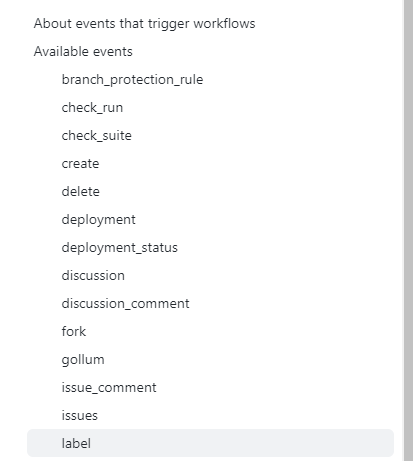 About events that trigger workflows
Available events
branch_protection_rule
check_run
check_suite
create
delete
deployment
deployment_status
discussion
discussion_comment
fork
gollum
issue_comment
issues
label